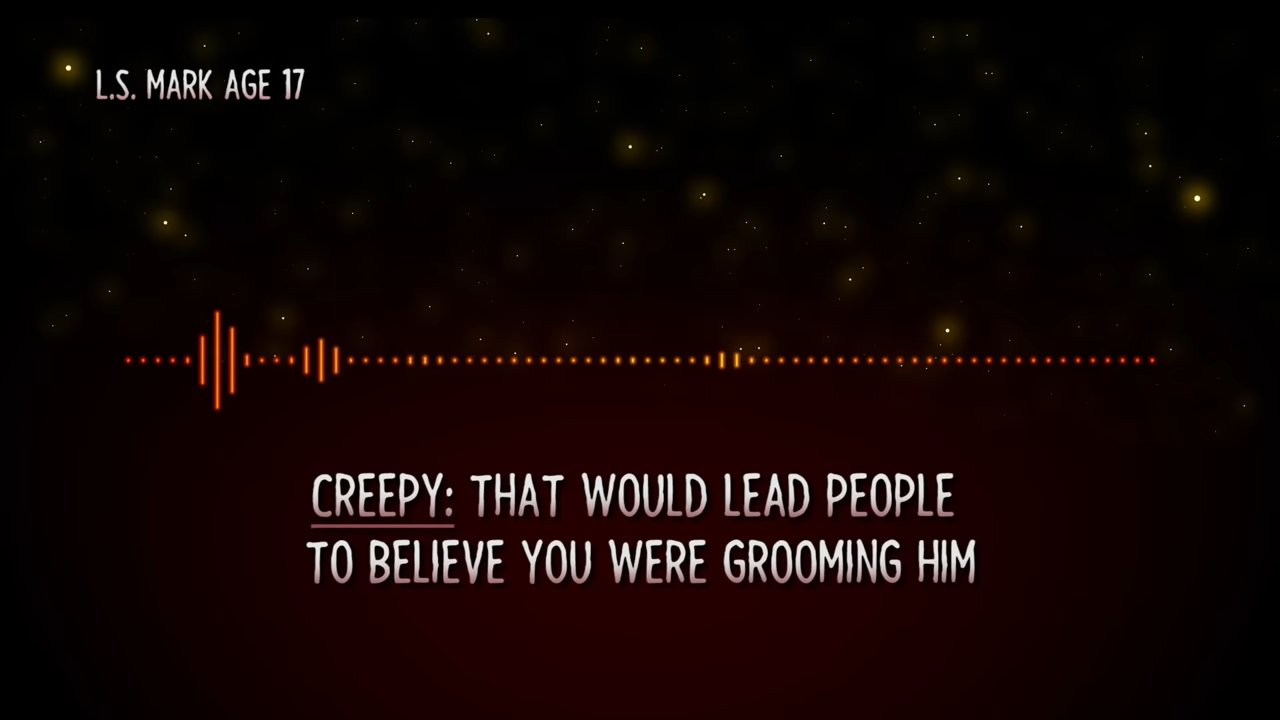 L.S. MARK AGE 17
CREEPY: THAT WOULD LEAD PEOPLE
TO BELIEVE YOU WERE GROOMING HIM